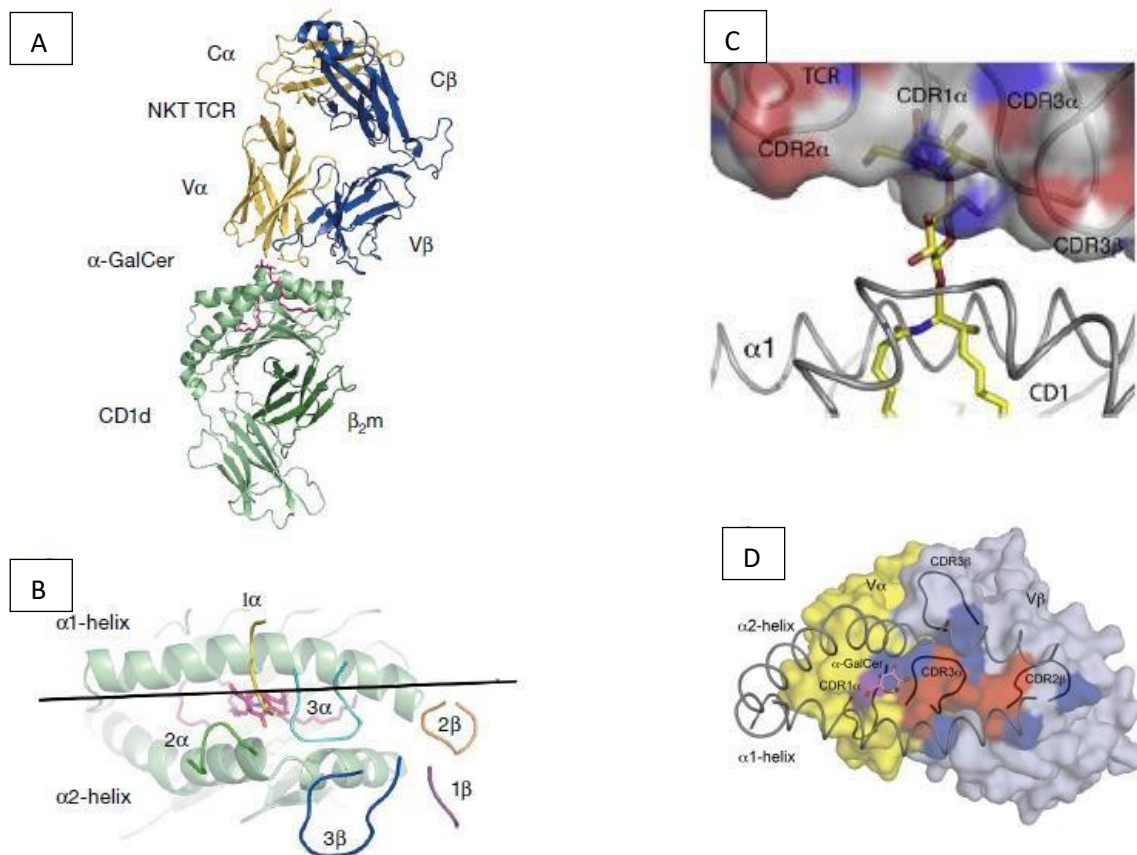 A
Cα
Cβ
NKT TCR
Vα
Vβ
α-GalCer
CD1d
β₂m
B
α1-helix
1α
3α
2α
2β
α2-helix
1β
3β
C
TCR
CDR1α
CDR3α
CDR2α
CDR3β
α1
CD1
D
CDR3β
Vα
Vβ
α2-helix
α-GalCer
CDR3α
CDR1α
CDR2β
α1-helix